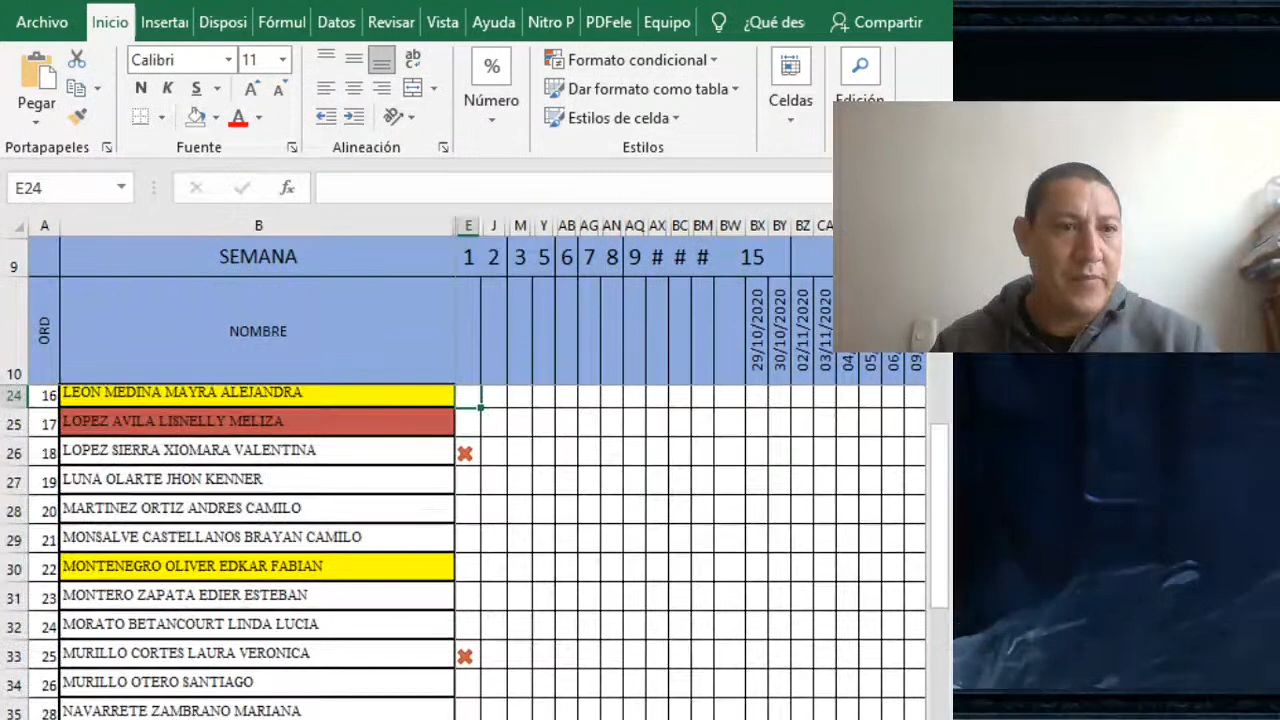 Archivo Inicio Insertar Disposi Fórmul Datos Revisar Vista Ayuda Nitro P PDFele Equipo ¿Qué des Compartir
Calibri 11 ab % Formato condicional
Pegar N K S A A Número Dar formato como tabla Celdas Edición
A Estilos de celda
Portapapeles Fuente Alineación Estilos
E24 fx
A B E J M Y AB AG AN AQ AX BC BM BW BX BY BZ CA
9 SEMANA 1 2 3 5 6 7 8 9 # # # 15
10 ORD NOMBRE 29/10/2020 30/10/2020 02/11/2020 03/11/2020 04 05 06 09
24 16 LEON MEDINA MAYRA ALEJANDRA
25 17 LOPEZ AVILA LISNELLY MELIZA
26 18 LOPEZ SIERRA XIOMARA VALENTINA
27 19 LUNA OLARTE JHON KENNER
28 20 MARTINEZ ORTIZ ANDRES CAMILO
29 21 MONSALVE CASTELLANOS BRAYAN CAMILO
30 22 MONTENEGRO OLIVER EDKAR FABIAN
31 23 MONTERO ZAPATA EDIER ESTEBAN
32 24 MORATO BETANCOURT LINDA LUCIA
33 25 MURILLO CORTES LAURA VERONICA
34 26 MURILLO OTERO SANTIAGO
35 28 NAVARRETE ZAMBRANO MARIANA